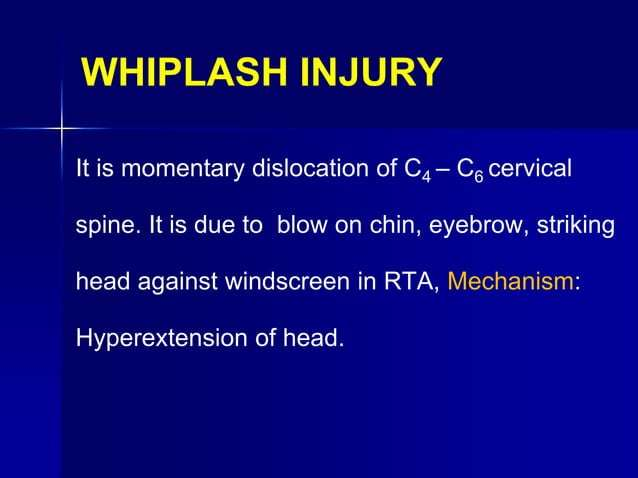 WHIPLASH INJURY
It is momentary dislocation of C4 – C6 cervical
spine. It is due to  blow on chin, eyebrow, striking
head against windscreen in RTA, Mechanism:
Hyperextension of head.